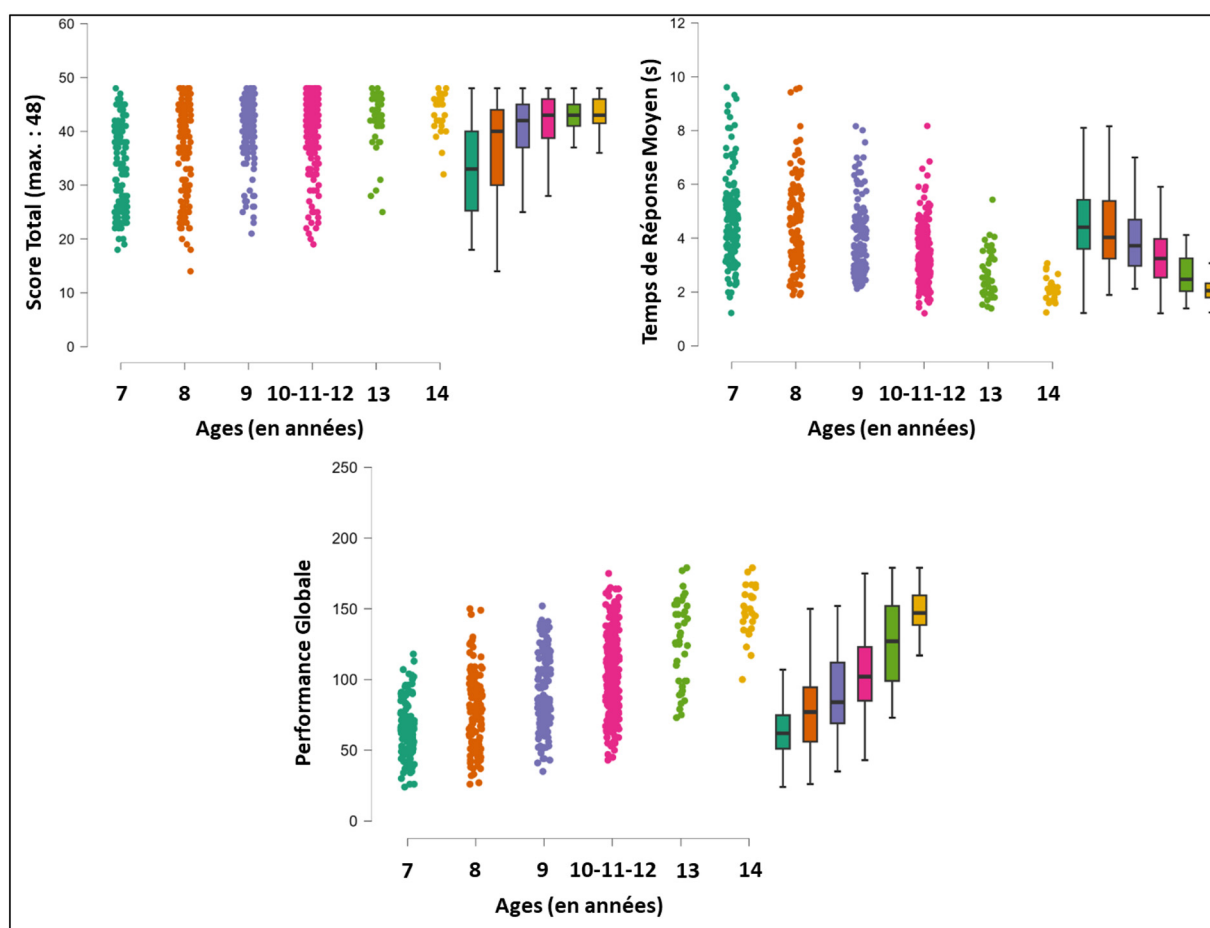 Score Total (max. : 48)
60
50
40
30
20
10
0
7 8 9 10-11-12 13 14
Ages (en années)
Temps de Réponse Moyen (s)
12
10
8
6
4
2
0
7 8 9 10-11-12 13 14
Ages (en années)
Performance Globale
250
200
150
100
50
0
7 8 9 10-11-12 13 14
Ages (en années)